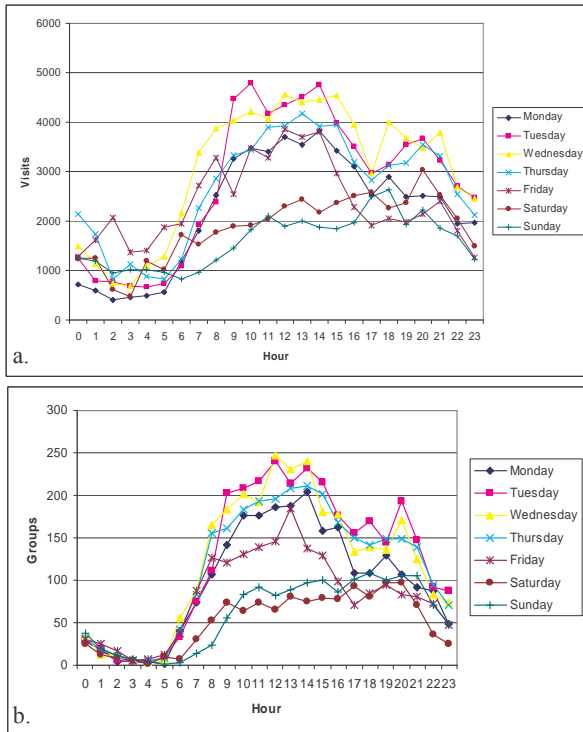 6000
5000
4000
3000
2000
1000
0
Visits
0 1 2 3 4 5 6 7 8 9 10 11 12 13 14 15 16 17 18 19 20 21 22 23
Hour
a.
Monday
Tuesday
Wednesday
Thursday
Friday
Saturday
Sunday
300
250
200
150
100
50
0
Groups
0 1 2 3 4 5 6 7 8 9 10 11 12 13 14 15 16 17 18 19 20 21 22 23
Hour
b.
Monday
Tuesday
Wednesday
Thursday
Friday
Saturday
Sunday